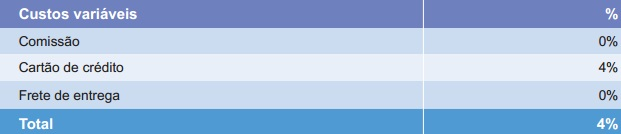 Custos variáveis %
Comissão 0%
Cartão de crédito 4%
Frete de entrega 0%
Total 4%